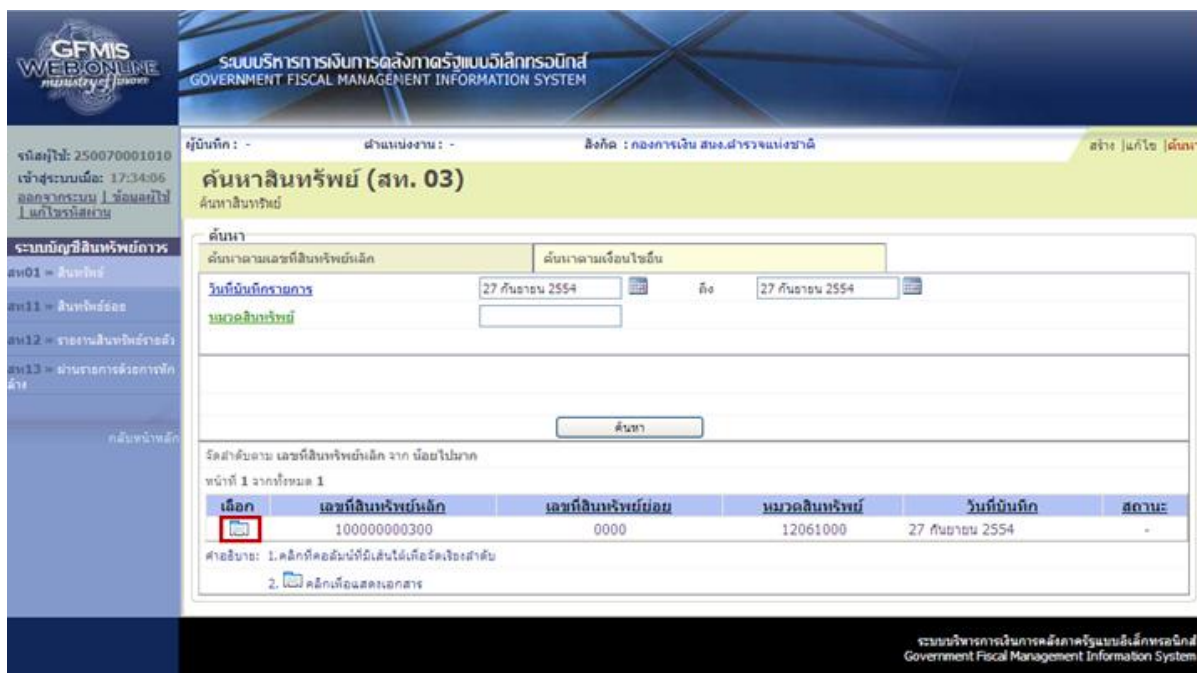 GFMIS
WEB ONLINE
ministry of finance
ระบบบริหารการเงินการคลังภาครัฐแบบอิเล็กทรอนิกส์
GOVERNMENT FISCAL MANAGEMENT INFORMATION SYSTEM
รหัสผู้ใช้: 250070001010
เข้าสู่ระบบเมื่อ: 17:34:06
ออกจากระบบ | ข้อมูลผู้ใช้
| แก้ไขรหัสผ่าน
ผู้บันทึก : -
ตำแหน่งงาน : -
สังกัด : กองการเงิน สนง.ตำรวจแห่งชาติ
สร้าง |แก้ไข |ค้นหา
ค้นหาสินทรัพย์ (สท. 03)
ค้นหาสินทรัพย์
ระบบบัญชีสินทรัพย์ถาวร
สท01 » สินทรัพย์
สท11 » สินทรัพย์ย่อย
สท12 » รายงานสินทรัพย์รายตัว
สท13 » ผ่านรายการด้วยการหัก
ล้าง
กลับหน้าหลัก
ค้นหา
ค้นหาตามเลขที่สินทรัพย์หลัก
ค้นหาตามเงื่อนไขอื่น
วันที่บันทึกรายการ 27 กันยายน 2554 ถึง 27 กันยายน 2554
หมวดสินทรัพย์
ค้นหา
จัดลำดับตาม เลขที่สินทรัพย์หลัก จาก น้อยไปมาก
หน้าที่ 1 จากทั้งหมด 1
เลือก เลขที่สินทรัพย์หลัก เลขที่สินทรัพย์ย่อย หมวดสินทรัพย์ วันที่บันทึก สถานะ
100000000300 0000 12061000 27 กันยายน 2554 -
คำอธิบาย: 1.คลิกที่คอลัมน์ที่มีเส้นใต้เพื่อจัดเรียงลำดับ
2. คลิกเพื่อแสดงเอกสาร
ระบบบริหารการเงินการคลังภาครัฐแบบอิเล็กทรอนิกส์
Government Fiscal Management Information System